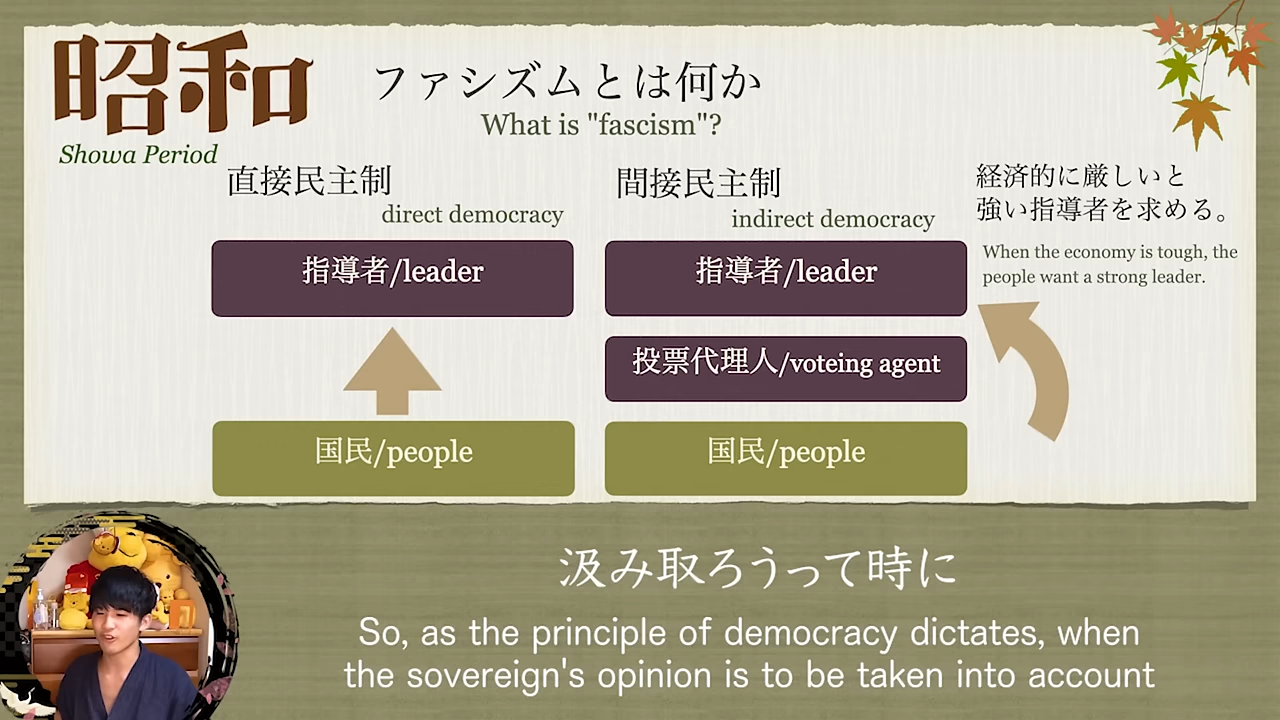 昭和
Showa Period
ファシズムとは何か
What is "fascism"?
直接民主制
direct democracy
指導者/leader
国民/people
間接民主制
indirect democracy
指導者/leader
投票代理人/voteing agent
国民/people
経済的に厳しいと
強い指導者を求める。
When the economy is tough, the
people want a strong leader.
汲み取ろうって時に
So, as the principle of democracy dictates, when
the sovereign's opinion is to be taken into account